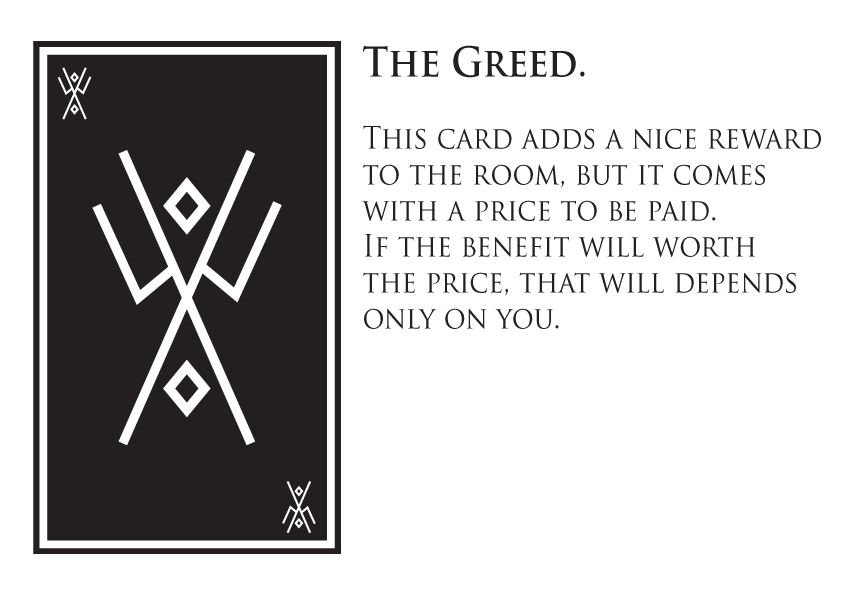 The Greed.
This card adds a nice reward
to the room, but it comes
with a price to be paid.
If the benefit will worth
the price, that will depends
only on you.